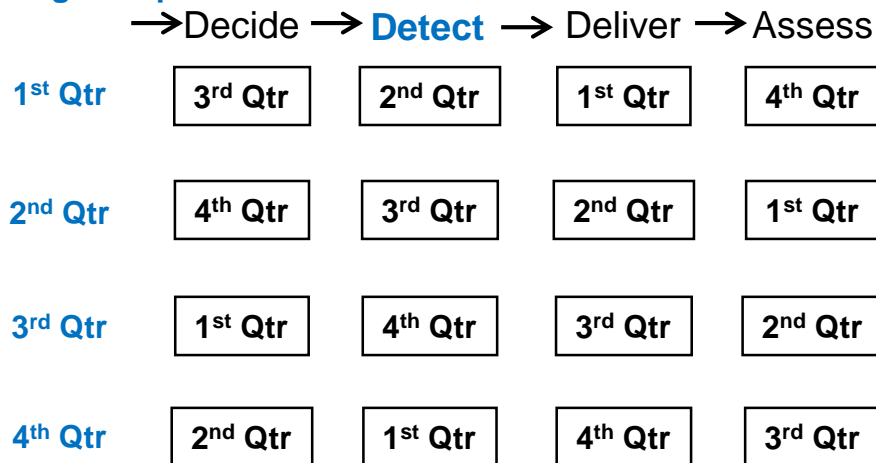 Decide Detect Deliver Assess
1st Qtr 3rd Qtr 2nd Qtr 1st Qtr 4th Qtr
2nd Qtr 4th Qtr 3rd Qtr 2nd Qtr 1st Qtr
3rd Qtr 1st Qtr 4th Qtr 3rd Qtr 2nd Qtr
4th Qtr 2nd Qtr 1st Qtr 4th Qtr 3rd Qtr